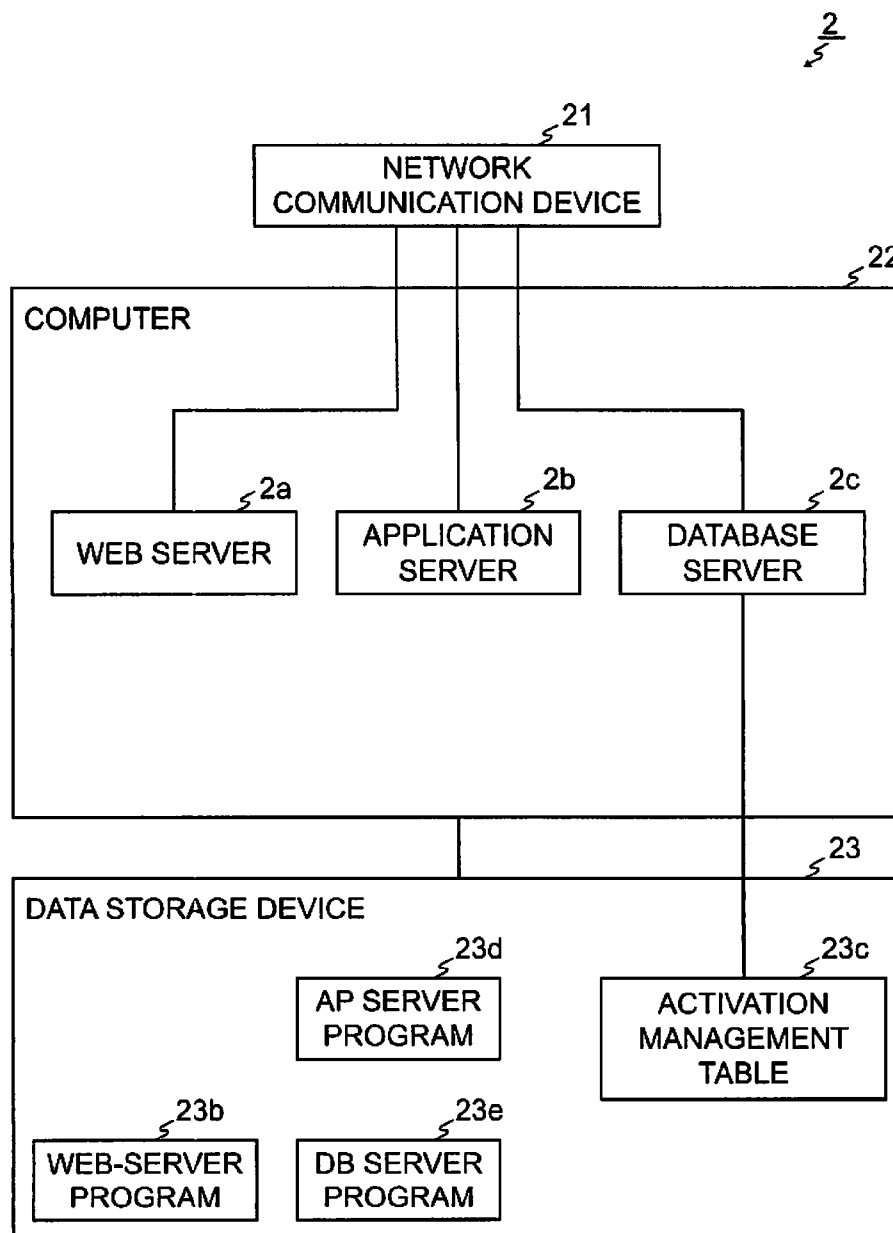 2
21
NETWORK
COMMUNICATION DEVICE
22
COMPUTER
2a
WEB SERVER
2b
APPLICATION
SERVER
2c
DATABASE
SERVER
23
DATA STORAGE DEVICE
23d
AP SERVER
PROGRAM
23c
ACTIVATION
MANAGEMENT
TABLE
23b
WEB-SERVER
PROGRAM
23e
DB SERVER
PROGRAM